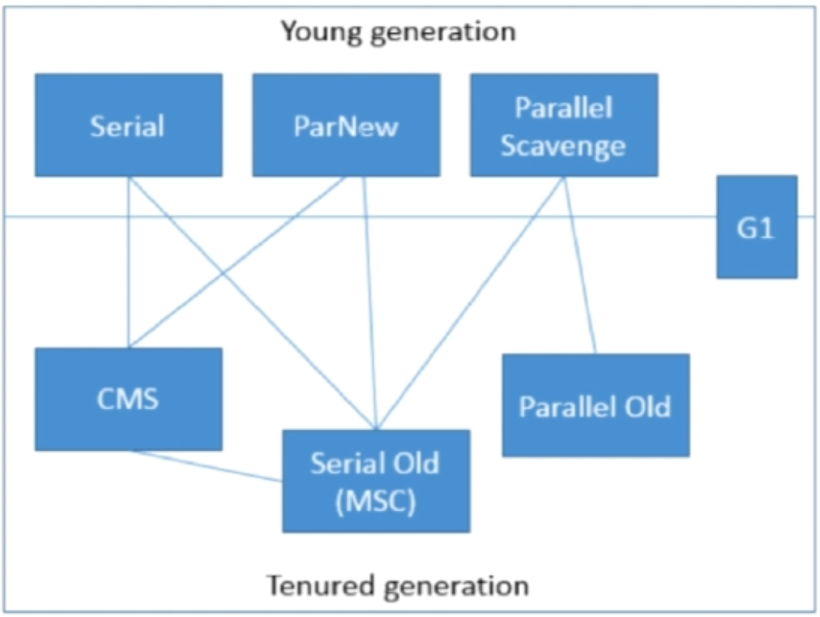 Young generation
Serial
ParNew
Parallel
Scavenge
G1
CMS
Parallel Old
Serial Old
(MSC)
Tenured generation